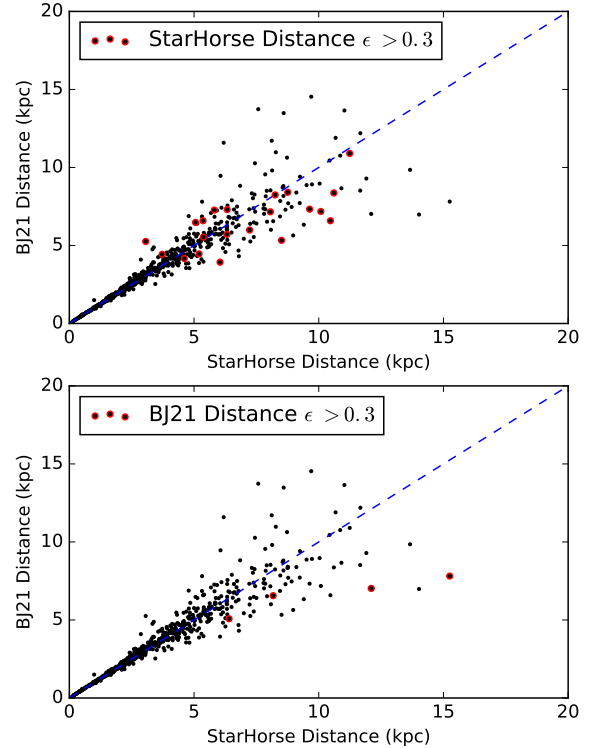 20
15
10
5
0
BJ21 Distance (kpc)
StarHorse Distance ϵ > 0.3
0 5 10 15 20
StarHorse Distance (kpc)
20
15
10
5
0
BJ21 Distance (kpc)
BJ21 Distance ϵ > 0.3
0 5 10 15 20
StarHorse Distance (kpc)